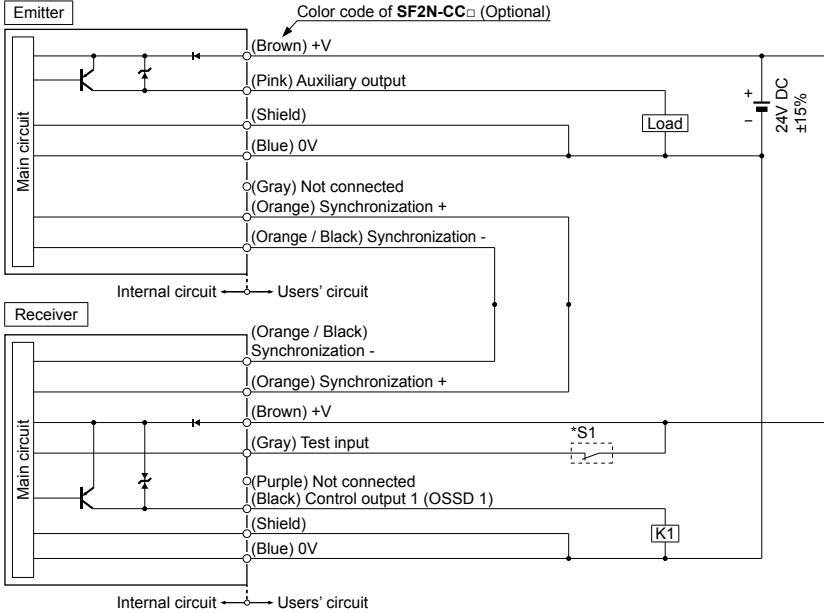 Emitter
Color code of SF2N-CC□ (Optional)
(Brown) +V
(Pink) Auxiliary output
(Shield)
Load
+
−
24V DC
±15%
(Blue) 0V
Main circuit
(Gray) Not connected
(Orange) Synchronization +
(Orange / Black) Synchronization -
Internal circuit
Users' circuit
Receiver
(Orange / Black)
Synchronization -
(Orange) Synchronization +
(Brown) +V
*S1
(Gray) Test input
Main circuit
(Purple) Not connected
(Black) Control output 1 (OSSD 1)
(Shield)
K1
(Blue) 0V
Internal circuit
Users' circuit